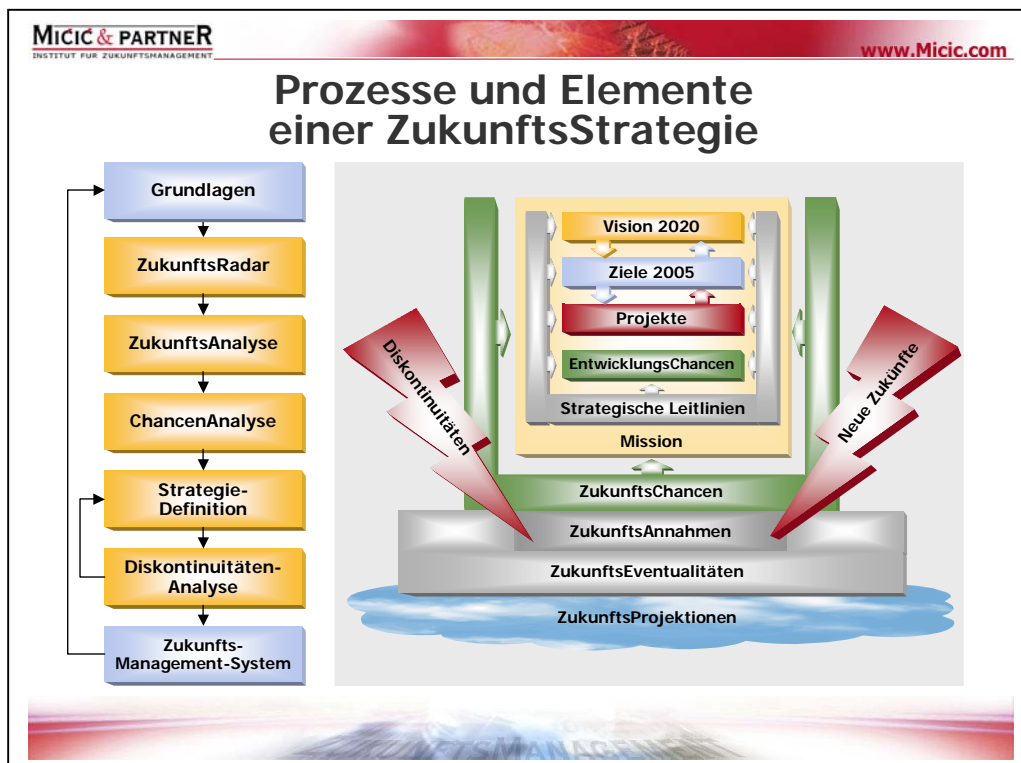 MICIC & PARTNER
INSTITUT FÜR ZUKUNFTSMANAGEMENT
www.Micic.com
Prozesse und Elemente
einer ZukunftsStrategie
Grundlagen
ZukunftsRadar
ZukunftsAnalyse
ChancenAnalyse
Strategie-
Definition
Diskontinuitäten-
Analyse
Zukunfts-
Management-System
Vision 2020
Ziele 2005
Projekte
EntwicklungsChancen
Strategische Leitlinien
Mission
Diskontinuitäten
Neue Zukünfte
ZukunftsChancen
ZukunftsAnnahmen
ZukunftsEventualitäten
ZukunftsProjektionen
ZUKUNFTSMANAGEMENT